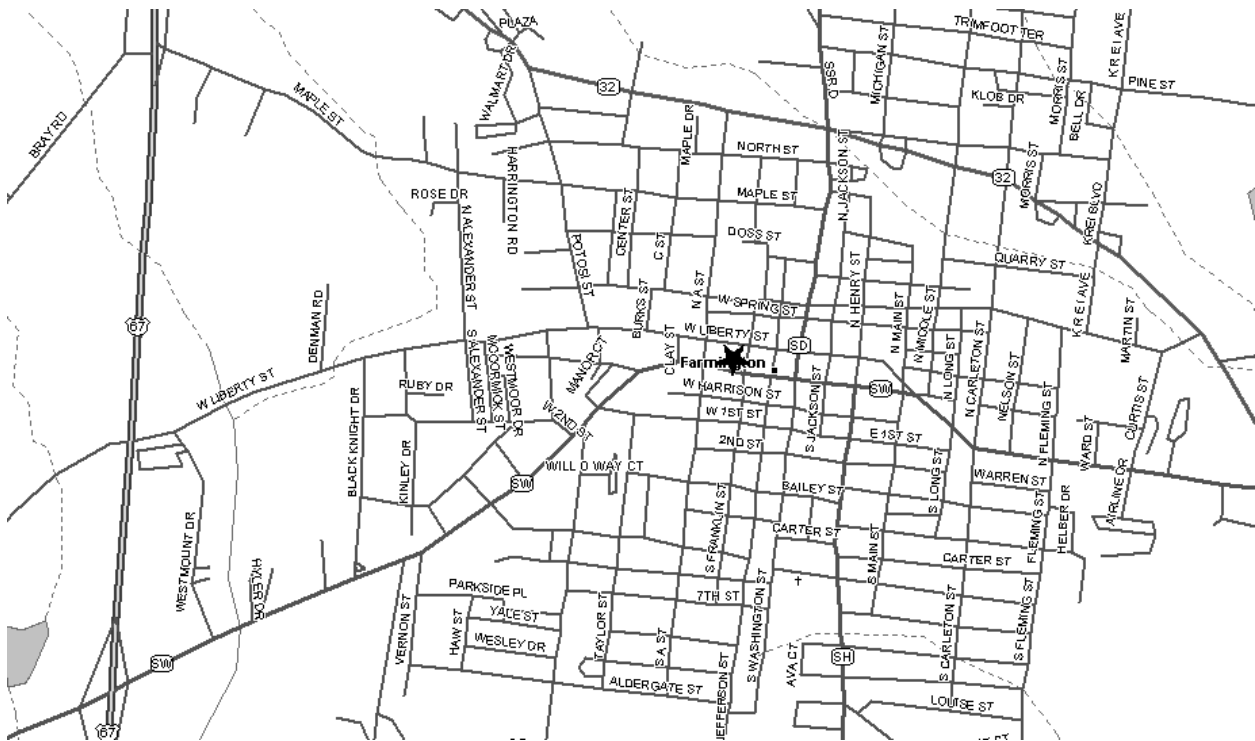 PLAZA
TRIMFOOT TER
KREI AVE
SSR D
MICHIGAN ST
MORRIS ST
BELL DR
KLOB DR
PINE ST
WALMART DR
32
MAPLE ST
BRAY RD
MAPLE DR
NORTH ST
N JACKSON ST
32
MORRIS ST
KREI BLVD
HARRINGTON RD
ROSE DR
MAPLE ST
N ALEXANDER ST
CENTER ST
C ST
DOSS ST
POTOSI ST
QUARRY ST
N HENRY ST
N A ST
W SPRING ST
BURKS ST
N MAIN ST
N MIDDLE ST
KREI AVE
MARTIN ST
DENMAN RD
67
W LIBERTY ST
SD
CLAY ST
MANOR CT
Farmington
S ALEXANDER ST
MCCORMICK ST
WESTMOOR DR
N LONG ST
N CARLETON ST
NELSON ST
N FLEMING ST
RUBY DR
W HARRISON ST
SW
W LIBERTY ST
W 1ST ST
S JACKSON ST
W 2ND ST
E 1ST ST
2ND ST
WARD ST
CURTIS ST
BLACK KNIGHT DR
KINLEY DR
WILL O WAY CT
SW
BAILEY ST
S LONG ST
WARREN ST
AIRLINE DR
S FRANKLIN ST
CARTER ST
S MAIN ST
FLEMING ST
HELBER DR
CARTER ST
WESTMOUNT DR
HYLER DR
VERNON ST
PARKSIDE PL
7TH ST
S WASHINGTON ST
YALE ST
HAW ST
WESLEY DR
TAYLOR ST
S A ST
AVA CT
SH
S CARLETON ST
S FLEMING ST
SW
ALDERGATE ST
JEFFERSON ST
LOUISE ST
67